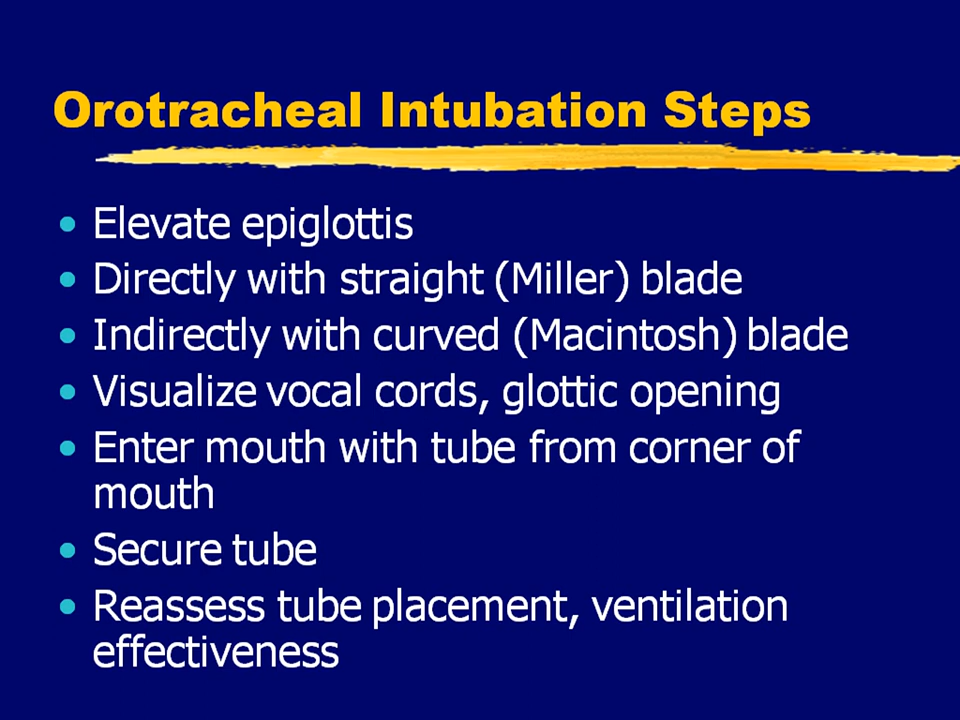 Orotracheal Intubation Steps
• Elevate epiglottis
• Directly with straight (Miller) blade
• Indirectly with curved (Macintosh) blade
• Visualize vocal cords, glottic opening
• Enter mouth with tube from corner of
mouth
• Secure tube
• Reassess tube placement, ventilation
effectiveness